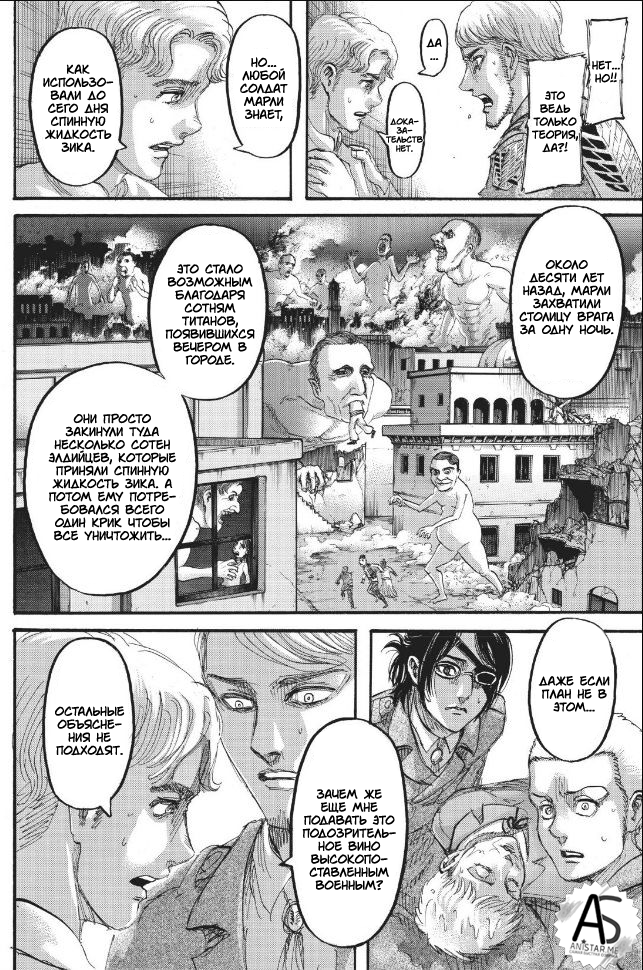 НЕТ...
НО!!
ЭТО
ВЕДЬ
ТОЛЬКО
ТЕОРИЯ,
ДА?!
ДА
...
ДОКА-
ЗА-
ТЕЛЬСТВ
НЕТ.
НО...
ЛЮБОЙ
СОЛДАТ
МАРЛИ
ЗНАЕТ,
КАК
ИСПОЛЬЗО-
ВАЛИ ДО
СЕГО ДНЯ
СПИННУЮ
ЖИДКОСТЬ
ЗИКА.
ОКОЛО
ДЕСЯТИ ЛЕТ
НАЗАД, МАРЛИ
ЗАХВАТИЛИ
СТОЛИЦУ ВРАГА
ЗА ОДНУ НОЧЬ.
ЭТО СТАЛО
ВОЗМОЖНЫМ
БЛАГОДАРЯ
СОТНЯМ
ТИТАНОВ,
ПОЯВИВШИХСЯ
ВЕЧЕРОМ В
ГОРОДЕ.
ОНИ ПРОСТО
ЗАКИНУЛИ ТУДА
НЕСКОЛЬКО СОТЕН
ЭЛДИЙЦЕВ, КОТОРЫЕ
ПРИНЯЛИ СПИННУЮ
ЖИДКОСТЬ ЗИКА. А
ПОТОМ ЕМУ ПОТРЕ-
БОВАЛСЯ ВСЕГО
ОДИН КРИК ЧТОБЫ
ВСЕ УНИЧТОЖИТЬ...
ДАЖЕ ЕСЛИ
ПЛАН НЕ В
ЭТОМ...
ЗАЧЕМ ЖЕ
ЕЩЕ МНЕ
ПОДАВАТЬ ЭТО
ПОДОЗРИТЕЛЬ-
НОЕ ВИНО
ВЫСОКОПО-
СТАВЛЕННЫМ
ВОЕННЫМ?
ОСТАЛЬНЫЕ
ОБЪЯСНЕ-
НИЯ НЕ
ПОДХОДЯТ.
AS
ANISTAR.ME